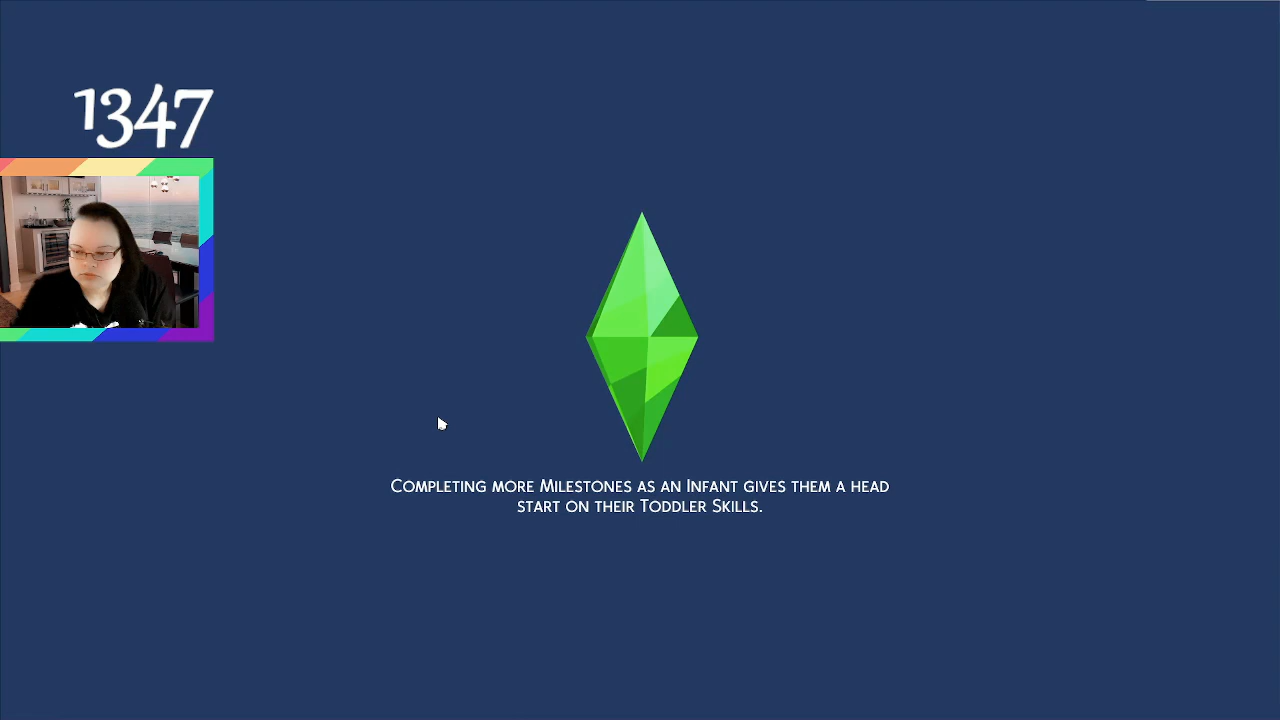 1347
Completing more Milestones as an Infant gives them a head
start on their Toddler Skills.